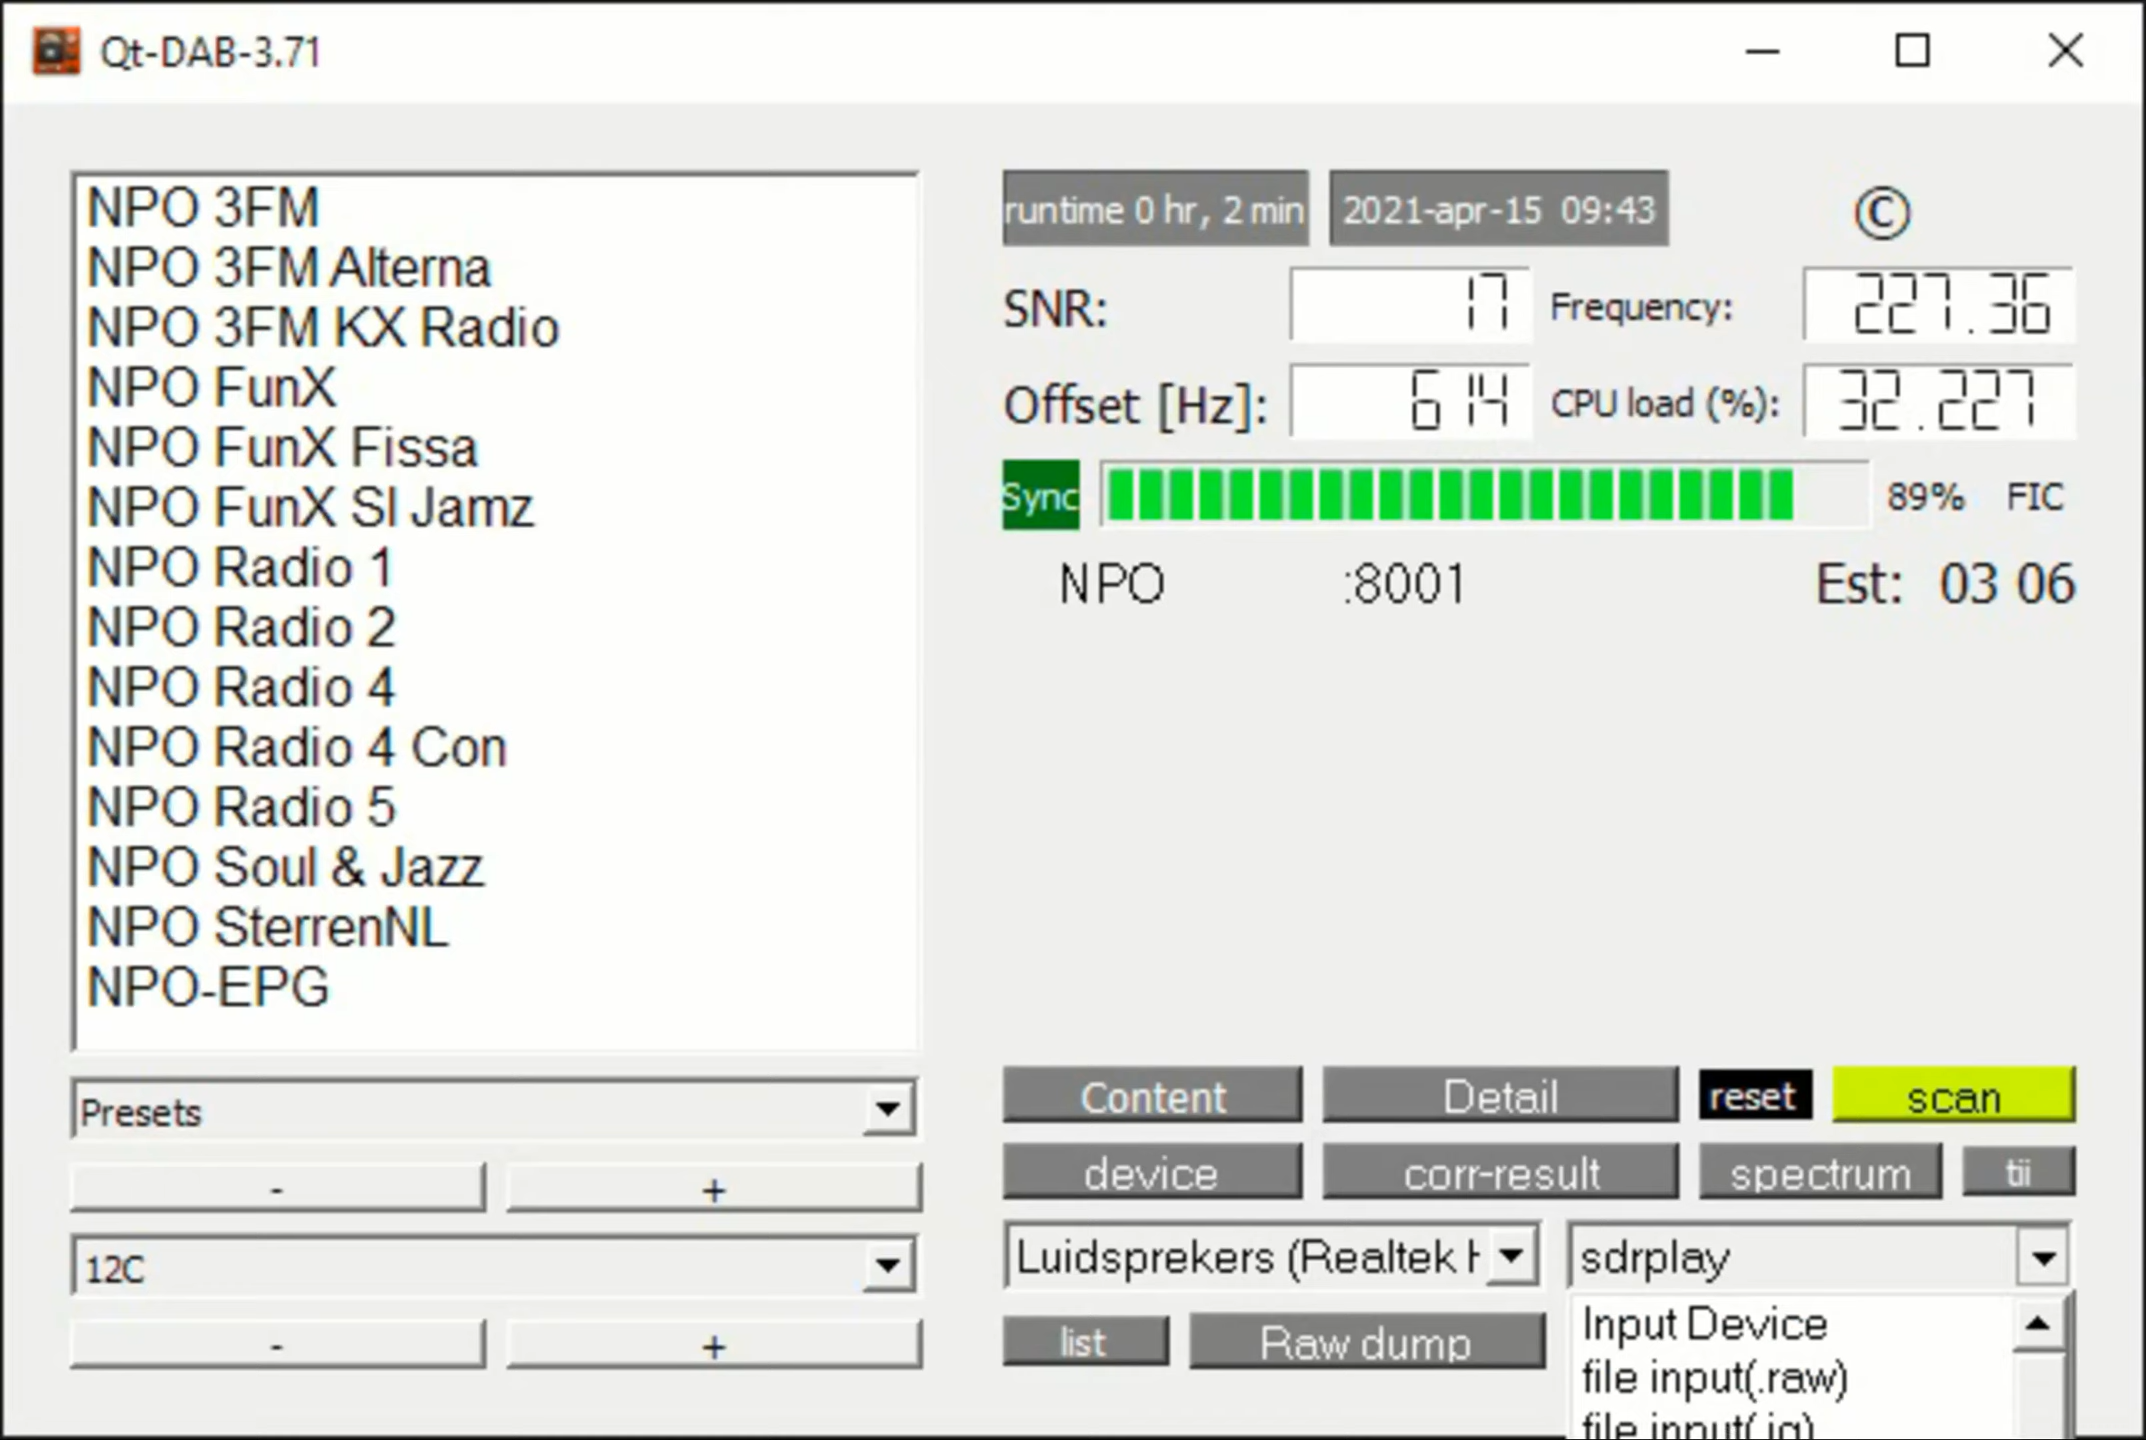 Qt-DAB-3.71
NPO 3FM
NPO 3FM Alterna
NPO 3FM KX Radio
NPO FunX
NPO FunX Fissa
NPO FunX Sl Jamz
NPO Radio 1
NPO Radio 2
NPO Radio 4
NPO Radio 4 Con
NPO Radio 5
NPO Soul & Jazz
NPO SterrenNL
NPO-EPG
Presets
- +
12C
- +
runtime 0 hr, 2 min 2021-apr-15 09:43 ©
SNR: 17 Frequency: 227.36
Offset [Hz]: 614 CPU load (%): 32.227
Sync 89% FIC
NPO :8001 Est: 03 06
Content Detail reset scan
device corr-result spectrum tii
Luidsprekers (Realtek sdrplay
list Raw dump
Input Device
file input(.raw)
file input(.iq)